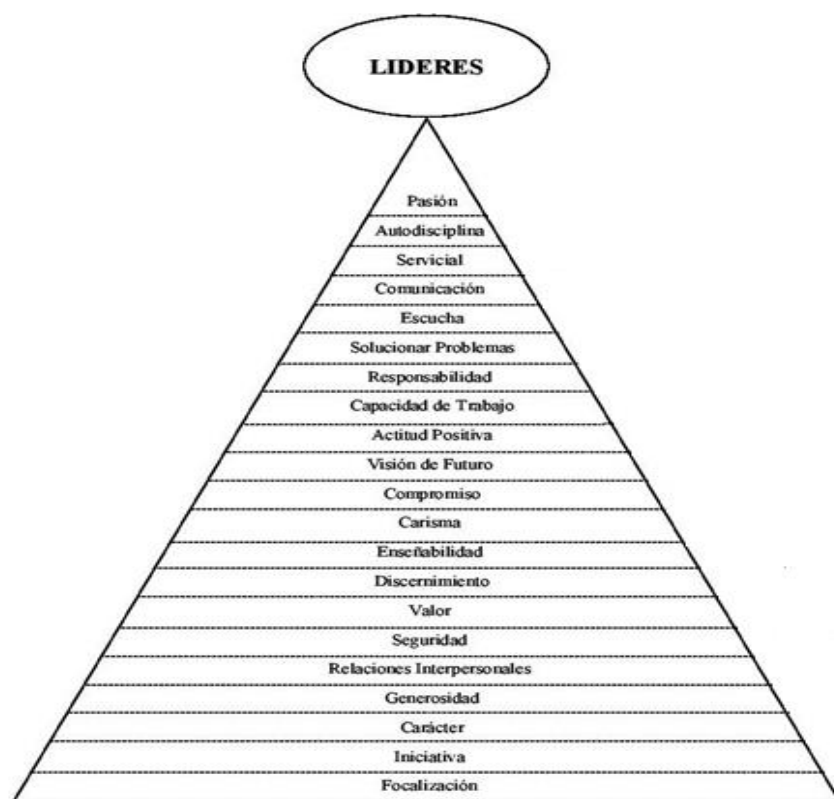 LIDERES
Pasión
Autodisciplina
Servicial
Comunicación
Escucha
Solucionar Problemas
Responsabilidad
Capacidad de Trabajo
Actitud Positiva
Visión de Futuro
Compromiso
Carisma
Enseñabilidad
Discernimiento
Valor
Seguridad
Relaciones Interpersonales
Generosidad
Carácter
Iniciativa
Focalización